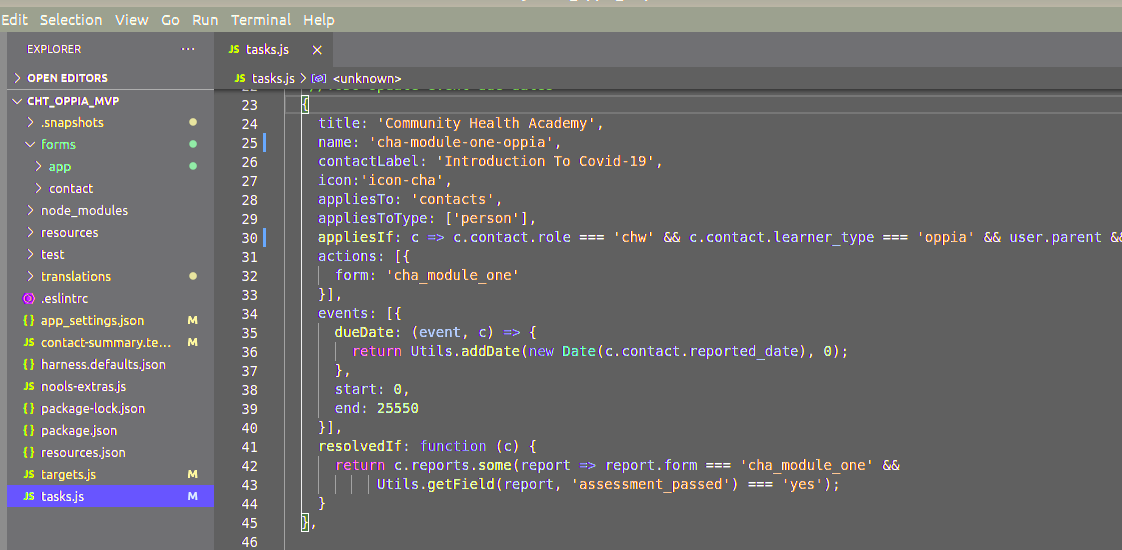 Edit Selection View Go Run Terminal Help
EXPLORER ...
JS tasks.js ×
OPEN EDITORS
JS tasks.js > <unknown>
CHT_OPPIA_MVP
.snapshots
forms
app
contact
node_modules
resources
test
translations
.eslintrc
{} app_settings.json M
JS contact-summary.te... M
{} harness.defaults.json
JS nools-extras.js
{} package-lock.json
{} package.json
{} resources.json
JS targets.js M
JS tasks.js M
23 {
24 title: 'Community Health Academy',
25 name: 'cha-module-one-oppia',
26 contactLabel: 'Introduction To Covid-19',
27 icon:'icon-cha',
28 appliesTo: 'contacts',
29 appliesToType: ['person'],
30 appliesIf: c => c.contact.role === 'chw' && c.contact.learner_type === 'oppia' && user.parent &&
31 actions: [{
32 form: 'cha_module_one'
33 }],
34 events: [{
35 dueDate: (event, c) => {
36 return Utils.addDate(new Date(c.contact.reported_date), 0);
37 },
38 start: 0,
39 end: 25550
40 }],
41 resolvedIf: function (c) {
42 return c.reports.some(report => report.form === 'cha_module_one' &&
43 Utils.getField(report, 'assessment_passed') === 'yes');
44 }
45 },
46